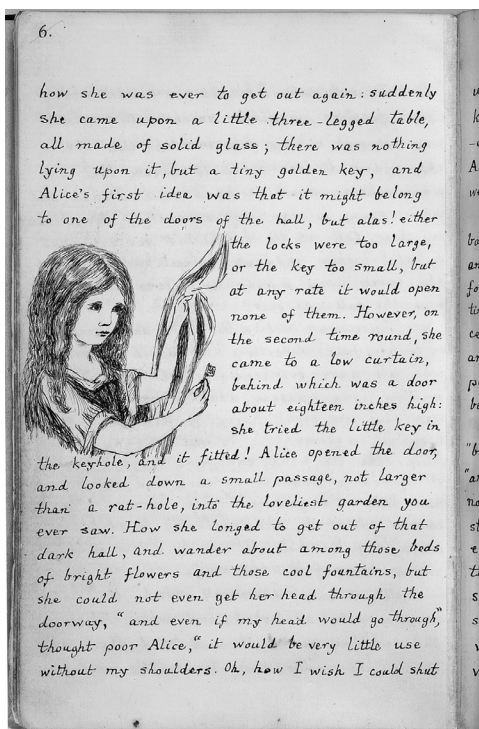 6.
how she was ever to get out again: suddenly
she came upon a little three-legged table,
all made of solid glass; there was nothing
lying upon it, but a tiny golden key, and
Alice's first idea was that it might belong
to one of the doors of the hall, but alas! either
the locks were too large,
or the key too small, but
at any rate it would open
none of them. However, on
the second time round, she
came to a low curtain,
behind which was a door
about eighteen inches high:
she tried the little key in
the keyhole, and it fitted! Alice opened the door,
and looked down a small passage, not larger
than a rat-hole, into the loveliest garden you
ever saw. How she longed to get out of that
dark hall, and wander about among those beds
of bright flowers and those cool fountains, but
she could not even get her head through the
doorway, "and even if my head would go through,"
thought poor Alice, "it would be very little use
without my shoulders. Oh, how I wish I could shut